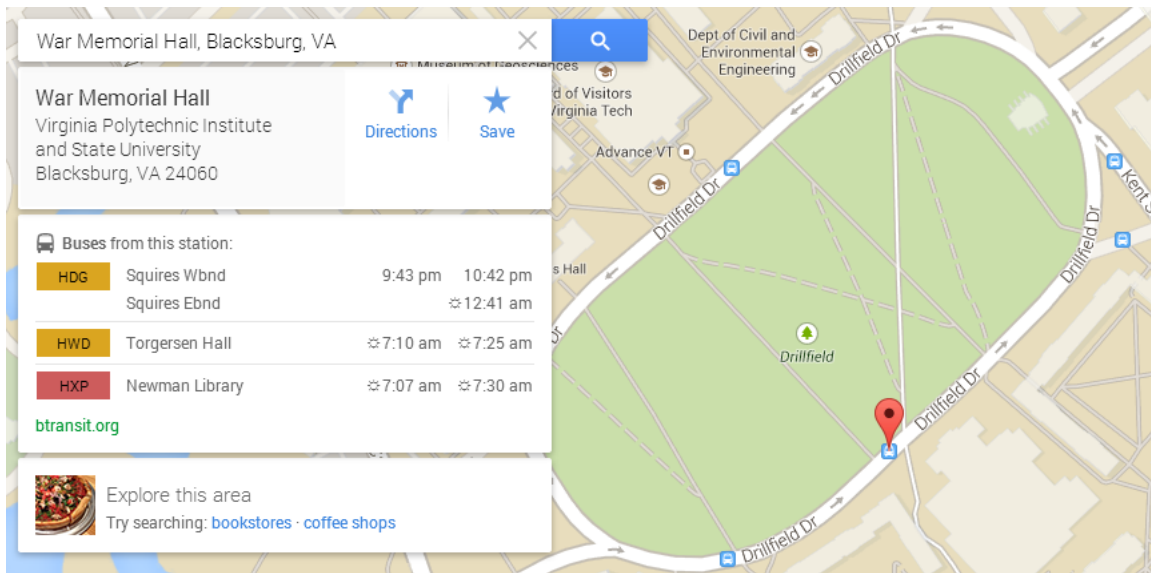 War Memorial Hall, Blacksburg, VA
War Memorial Hall
Virginia Polytechnic Institute
and State University
Blacksburg, VA 24060
Directions
Save
Buses from this station:
HDG Squires Wbnd 9:43 pm 10:42 pm
Squires Ebnd 12:41 am
HWD Torgersen Hall 7:10 am 7:25 am
HXP Newman Library 7:07 am 7:30 am
btransit.org
Explore this area
Try searching: bookstores · coffee shops
Museum of Geosciences
d of Visitors
Virginia Tech
Dept of Civil and
Environmental
Engineering
Advance VT
Drillfield Dr
Drillfield Dr
s Hall
Kent S
Drillfield Dr
Drillfield
Drillfield Dr
Drillfield Dr